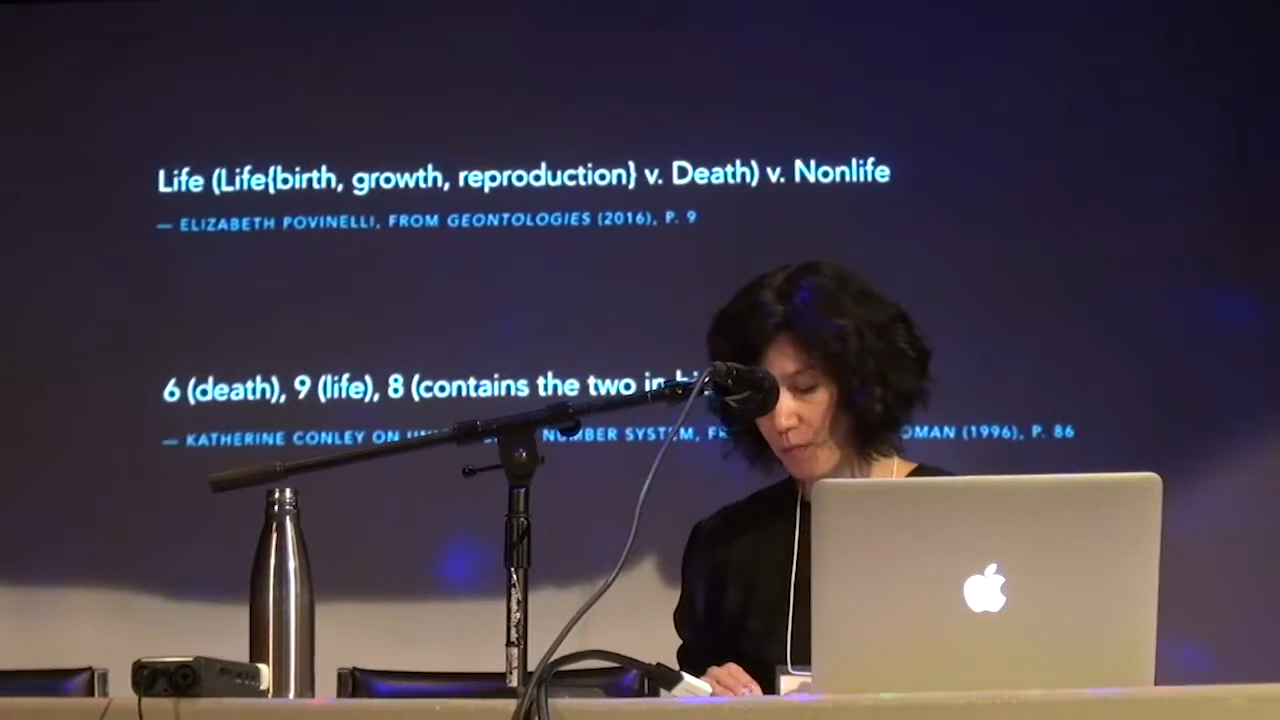 Life (Life{birth, growth, reproduction} v. Death) v. Nonlife
— ELIZABETH POVINELLI, FROM GEONTOLOGIES (2016), P. 9
6 (death), 9 (life), 8 (contains the two in
— KATHERINE CONLEY ON NUMBER SYSTEM, (1996), P. 86